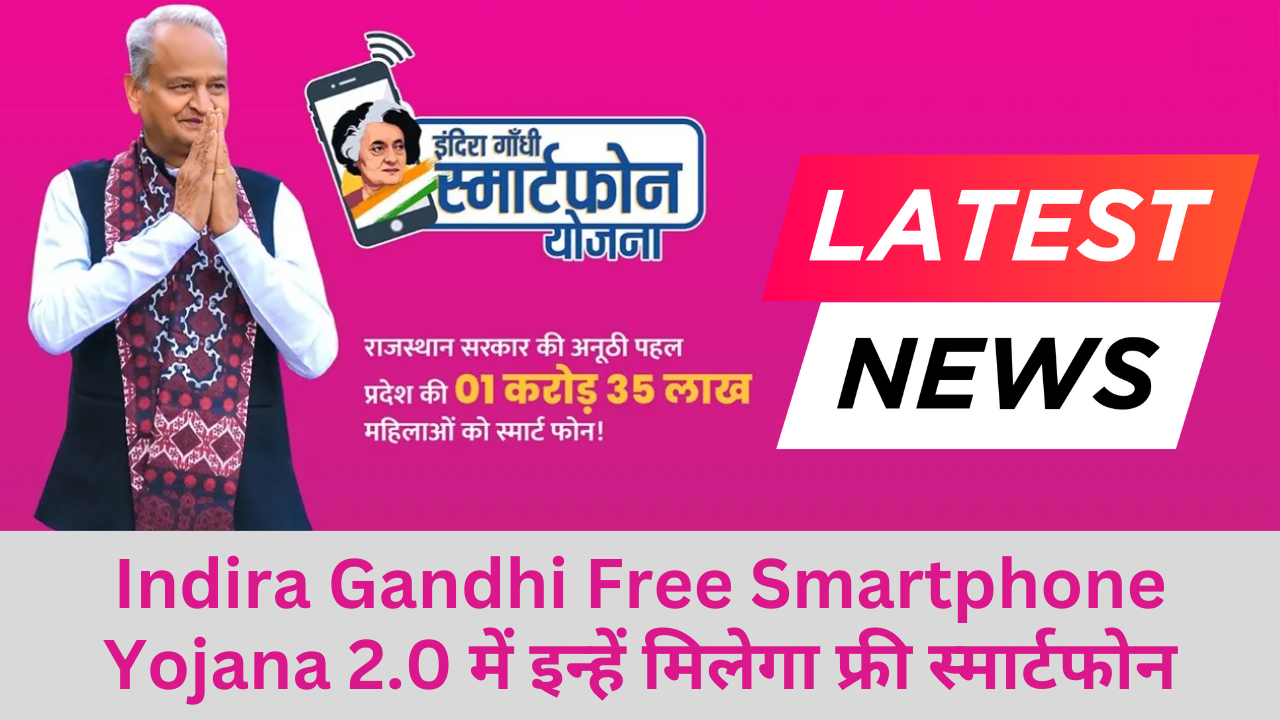 इंदिरा गाँधी
स्मार्टफोन
योजना
राजस्थान सरकार की अनूठी पहल
प्रदेश की 01 करोड़ 35 लाख
महिलाओं को स्मार्ट फोन!
LATEST
NEWS
Indira Gandhi Free Smartphone
Yojana 2.0 में इन्हें मिलेगा फ्री स्मार्टफोन